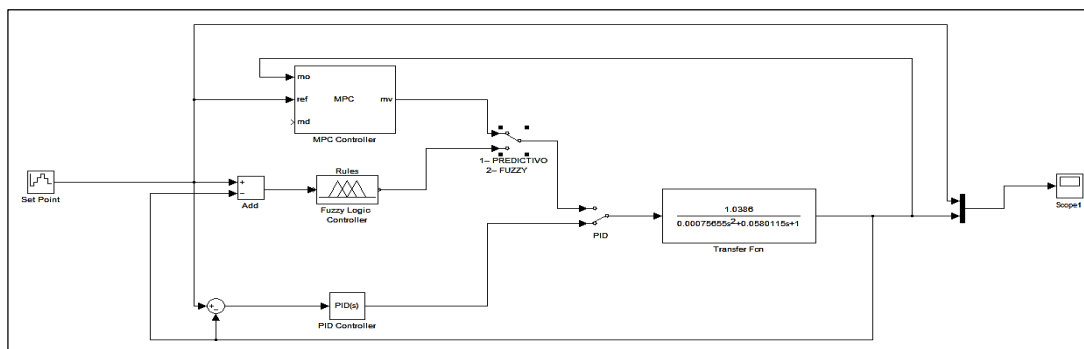 mo
ref
md
MPC
mv
MPC Controller
1– PREDICTIVO
2– FUZZY
Rules
Fuzzy Logic
Controller
Set Point
+
−
Add
PID
1.0386
0.00075655s²+0.0580115s+1
Transfer Fcn
Scope1
+
−
PID(s)
PID Controller